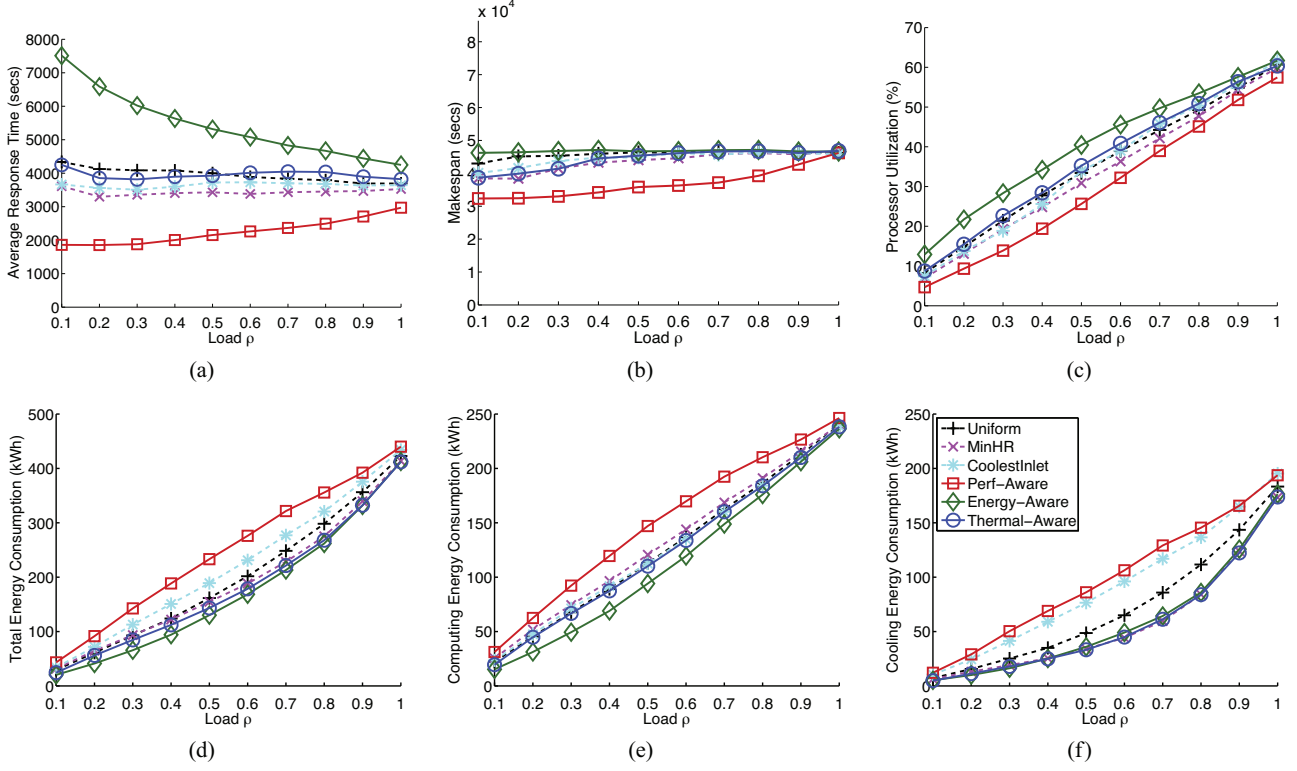 Average Response Time (secs)
8000
7000
6000
5000
4000
3000
2000
1000
0
0.1 0.2 0.3 0.4 0.5 0.6 0.7 0.8 0.9 1
Load ρ
(a)
x 10^4
Makespan (secs)
8
7
6
5
4
3
2
1
0
0.1 0.2 0.3 0.4 0.5 0.6 0.7 0.8 0.9 1
Load ρ
(b)
Processor Utilization (%)
70
60
50
40
30
20
10
0
0.1 0.2 0.3 0.4 0.5 0.6 0.7 0.8 0.9 1
Load ρ
(c)
Total Energy Consumption (kWh)
500
400
300
200
100
0
0.1 0.2 0.3 0.4 0.5 0.6 0.7 0.8 0.9 1
Load ρ
(d)
Computing Energy Consumption (kWh)
250
200
150
100
50
0
0.1 0.2 0.3 0.4 0.5 0.6 0.7 0.8 0.9 1
Load ρ
(e)
Cooling Energy Consumption (kWh)
250
200
150
100
50
0
Uniform
MinHR
CoolestInlet
Perf-Aware
Energy-Aware
Thermal-Aware
0.1 0.2 0.3 0.4 0.5 0.6 0.7 0.8 0.9 1
Load ρ
(f)